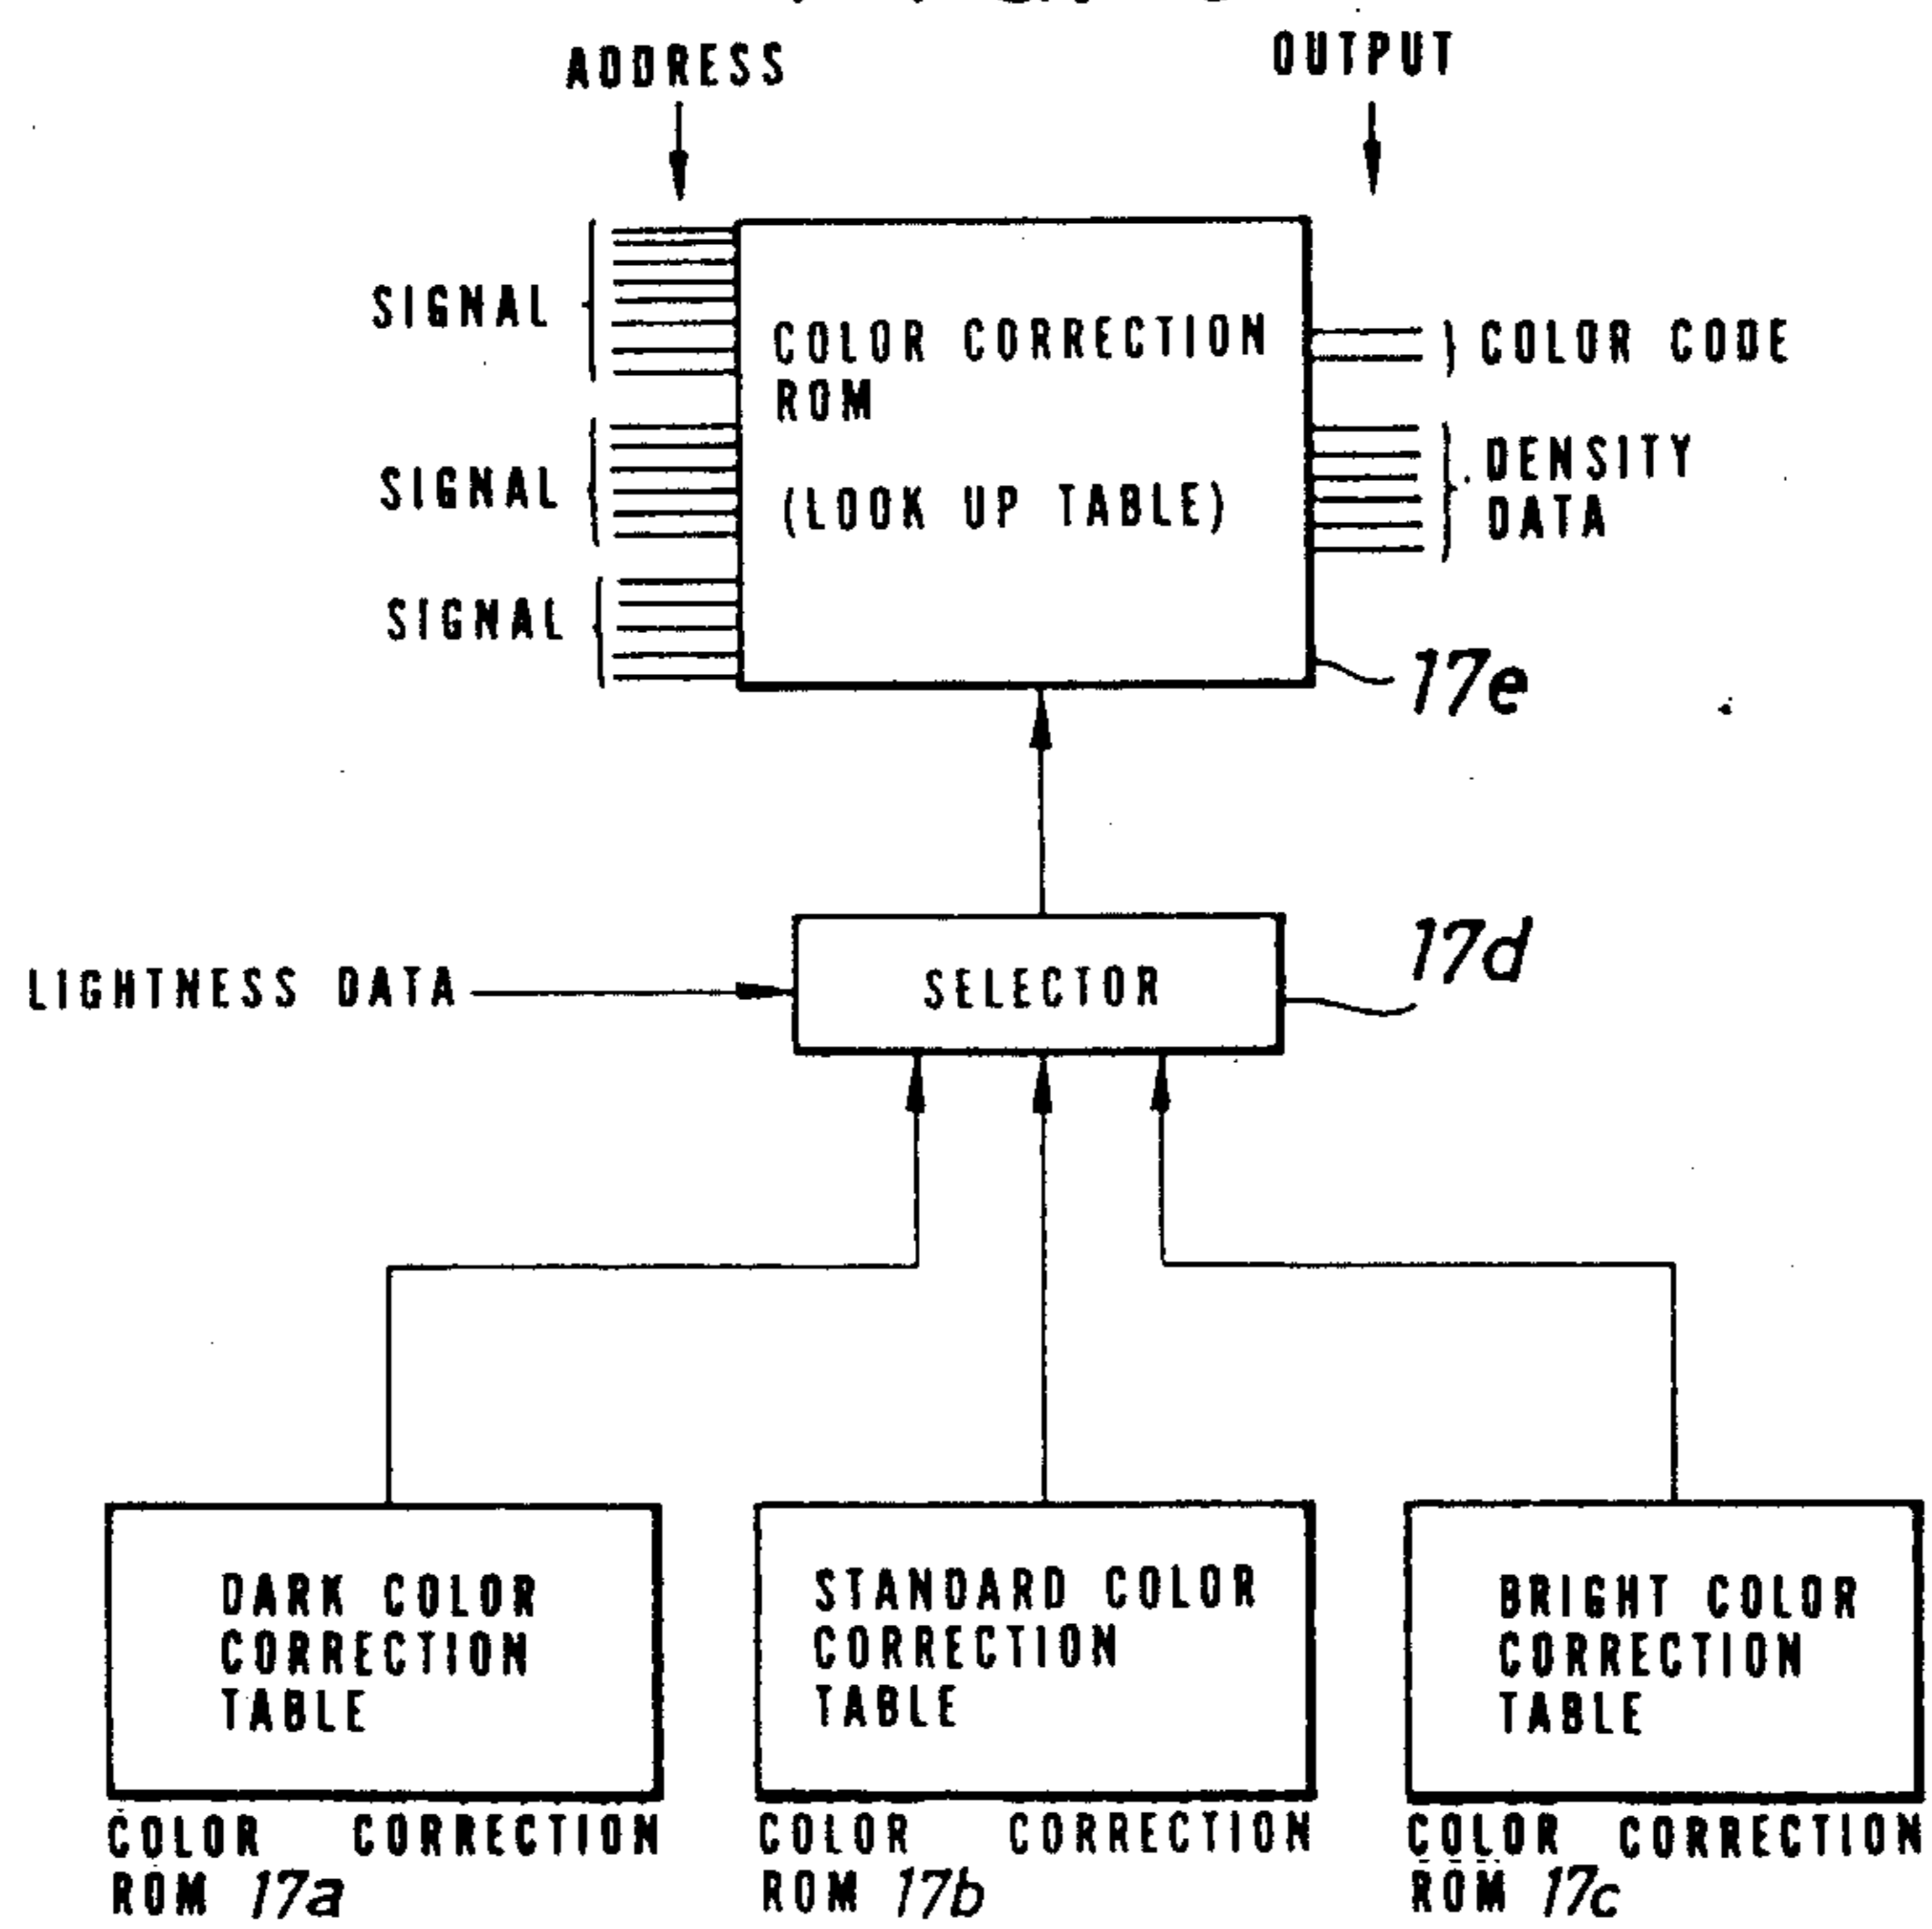 ADDRESS
OUTPUT
SIGNAL
SIGNAL
SIGNAL
COLOR CORRECTION
ROM
(LOOK UP TABLE)
COLOR CODE
DENSITY
DATA
17e
LIGHTNESS DATA
SELECTOR
17d
DARK COLOR
CORRECTION
TABLE
COLOR CORRECTION
ROM 17a
STANDARD COLOR
CORRECTION
TABLE
COLOR CORRECTION
ROM 17b
BRIGHT COLOR
CORRECTION
TABLE
COLOR CORRECTION
ROM 17c